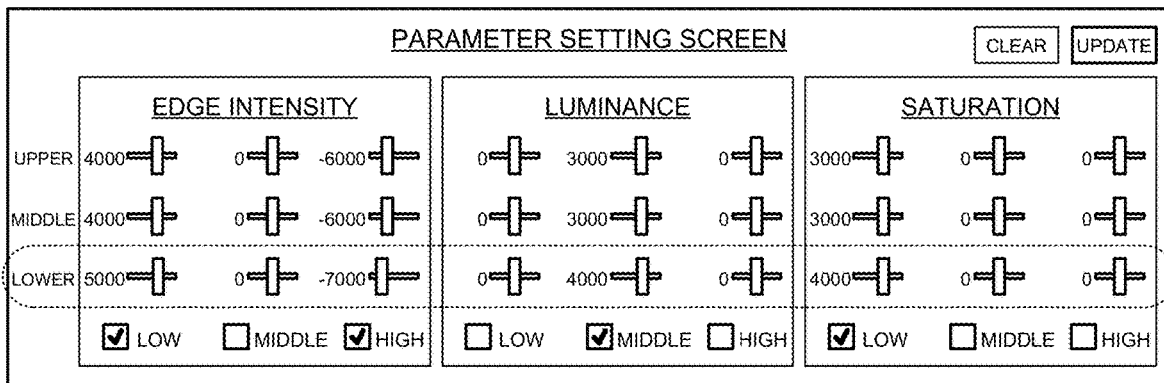 PARAMETER SETTING SCREEN
CLEAR UPDATE
EDGE INTENSITY LUMINANCE SATURATION
UPPER 4000 0 -6000 0 3000 0 3000 0 0
MIDDLE 4000 0 -6000 0 3000 0 3000 0 0
LOWER 5000 0 -7000 0 4000 0 4000 0 0
LOW MIDDLE HIGH LOW MIDDLE HIGH LOW MIDDLE HIGH